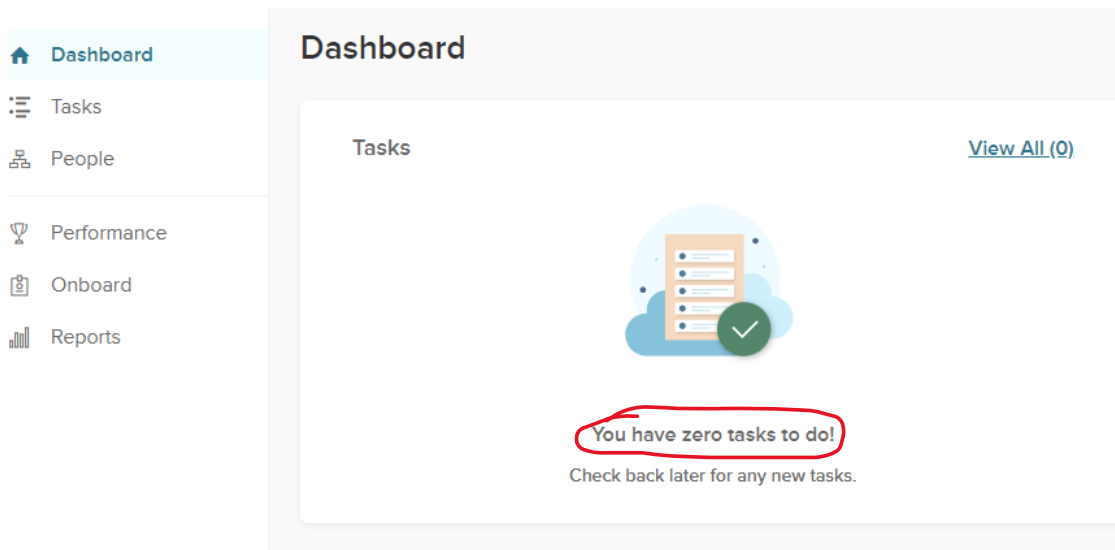 Dashboard
Tasks
People
Performance
Onboard
Reports
Dashboard
Tasks
View All (0)
You have zero tasks to do!
Check back later for any new tasks.